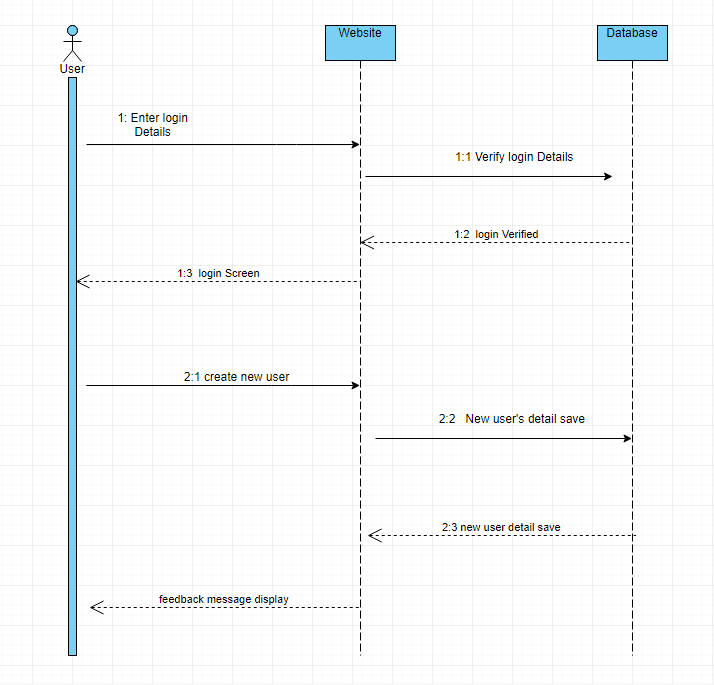 Website
Database
User
1: Enter login
Details
1:1 Verify login Details
1:2 login Verified
1:3 login Screen
2:1 create new user
2:2 New user's detail save
2:3 new user detail save
feedback message display